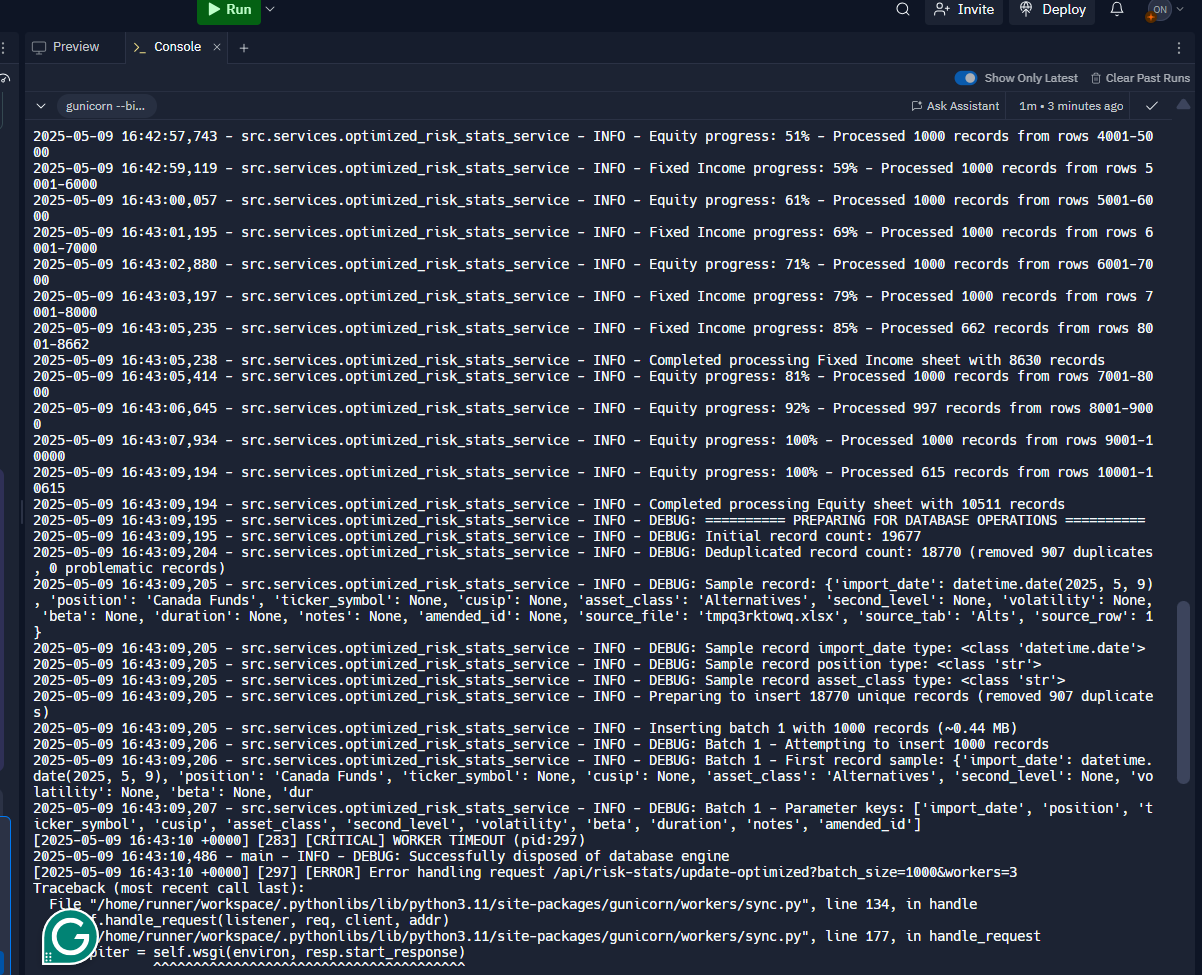 Run
Invite
Deploy
ON
Preview
>_ Console × +
Show Only Latest
Clear Past Runs
gunicorn --bi...
Ask Assistant
1m • 3 minutes ago
2025-05-09 16:42:57,743 - src.services.optimized_risk_stats_service - INFO - Equity progress: 51% - Processed 1000 records from rows 4001-50
00
2025-05-09 16:42:59,119 - src.services.optimized_risk_stats_service - INFO - Fixed Income progress: 59% - Processed 1000 records from rows 5
001-6000
2025-05-09 16:43:00,057 - src.services.optimized_risk_stats_service - INFO - Equity progress: 61% - Processed 1000 records from rows 5001-60
00
2025-05-09 16:43:01,195 - src.services.optimized_risk_stats_service - INFO - Fixed Income progress: 69% - Processed 1000 records from rows 6
001-7000
2025-05-09 16:43:02,880 - src.services.optimized_risk_stats_service - INFO - Equity progress: 71% - Processed 1000 records from rows 6001-70
00
2025-05-09 16:43:03,197 - src.services.optimized_risk_stats_service - INFO - Fixed Income progress: 79% - Processed 1000 records from rows 7
001-8000
2025-05-09 16:43:05,235 - src.services.optimized_risk_stats_service - INFO - Fixed Income progress: 85% - Processed 662 records from rows 80
01-8662
2025-05-09 16:43:05,238 - src.services.optimized_risk_stats_service - INFO - Completed processing Fixed Income sheet with 8630 records
2025-05-09 16:43:05,414 - src.services.optimized_risk_stats_service - INFO - Equity progress: 81% - Processed 1000 records from rows 7001-80
00
2025-05-09 16:43:06,645 - src.services.optimized_risk_stats_service - INFO - Equity progress: 92% - Processed 997 records from rows 8001-900
0
2025-05-09 16:43:07,934 - src.services.optimized_risk_stats_service - INFO - Equity progress: 100% - Processed 1000 records from rows 9001-1
0000
2025-05-09 16:43:09,194 - src.services.optimized_risk_stats_service - INFO - Equity progress: 100% - Processed 615 records from rows 10001-1
0615
2025-05-09 16:43:09,194 - src.services.optimized_risk_stats_service - INFO - Completed processing Equity sheet with 10511 records
2025-05-09 16:43:09,195 - src.services.optimized_risk_stats_service - INFO - DEBUG: ========== PREPARING FOR DATABASE OPERATIONS ==========
2025-05-09 16:43:09,195 - src.services.optimized_risk_stats_service - INFO - DEBUG: Initial record count: 19677
2025-05-09 16:43:09,204 - src.services.optimized_risk_stats_service - INFO - DEBUG: Deduplicated record count: 18770 (removed 907 duplicates
, 0 problematic records)
2025-05-09 16:43:09,205 - src.services.optimized_risk_stats_service - INFO - DEBUG: Sample record: {'import_date': datetime.date(2025, 5, 9)
, 'position': 'Canada Funds', 'ticker_symbol': None, 'cusip': None, 'asset_class': 'Alternatives', 'second_level': None, 'volatility': None,
'beta': None, 'duration': None, 'notes': None, 'amended_id': None, 'source_file': 'tmpq3rktowq.xlsx', 'source_tab': 'Alts', 'source_row': 1
}
2025-05-09 16:43:09,205 - src.services.optimized_risk_stats_service - INFO - DEBUG: Sample record import_date type: <class 'datetime.date'>
2025-05-09 16:43:09,205 - src.services.optimized_risk_stats_service - INFO - DEBUG: Sample record position type: <class 'str'>
2025-05-09 16:43:09,205 - src.services.optimized_risk_stats_service - INFO - DEBUG: Sample record asset_class type: <class 'str'>
2025-05-09 16:43:09,205 - src.services.optimized_risk_stats_service - INFO - Preparing to insert 18770 unique records (removed 907 duplicate
s)
2025-05-09 16:43:09,205 - src.services.optimized_risk_stats_service - INFO - Inserting batch 1 with 1000 records (~0.44 MB)
2025-05-09 16:43:09,206 - src.services.optimized_risk_stats_service - INFO - DEBUG: Batch 1 - Attempting to insert 1000 records
2025-05-09 16:43:09,206 - src.services.optimized_risk_stats_service - INFO - DEBUG: Batch 1 - First record sample: {'import_date': datetime.
date(2025, 5, 9), 'position': 'Canada Funds', 'ticker_symbol': None, 'cusip': None, 'asset_class': 'Alternatives', 'second_level': None, 'vo
latility': None, 'beta': None, 'dur
2025-05-09 16:43:09,207 - src.services.optimized_risk_stats_service - INFO - DEBUG: Batch 1 - Parameter keys: ['import_date', 'position', 't
icker_symbol', 'cusip', 'asset_class', 'second_level', 'volatility', 'beta', 'duration', 'notes', 'amended_id']
[2025-05-09 16:43:10 +0000] [283] [CRITICAL] WORKER TIMEOUT (pid:297)
2025-05-09 16:43:10,486 - main - INFO - DEBUG: Successfully disposed of database engine
[2025-05-09 16:43:10 +0000] [297] [ERROR] Error handling request /api/risk-stats/update-optimized?batch_size=1000&workers=3
Traceback (most recent call last):
File "/home/runner/workspace/.pythonlibs/lib/python3.11/site-packages/gunicorn/workers/sync.py", line 134, in handle
f.handle_request(listener, req, client, addr)
"/home/runner/workspace/.pythonlibs/lib/python3.11/site-packages/gunicorn/workers/sync.py", line 177, in handle_request
piter = self.wsgi(environ, resp.start_response)
^^^^^^^^^^^^^^^^^^^^^^^^^^^^^^^^^^^^^^^